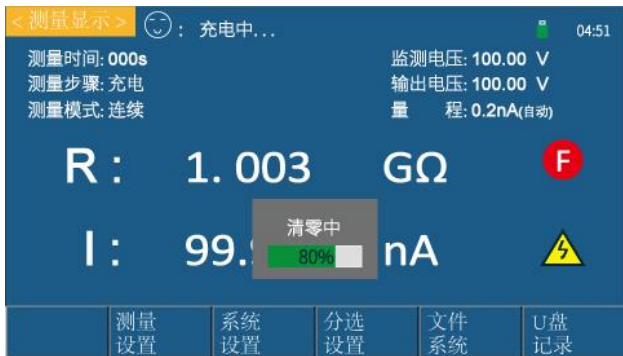 <测量显示>
: 充电中...
04:51
测量时间: 000s
监测电压: 100.00 V
测量步骤: 充电
输出电压: 100.00 V
测量模式: 连续
量 程: 0.2nA(自动)
R : 1. 003 GΩ F
清零中
80%
I : 99. nA
测量设置
系统设置
分选设置
文件系统
U盘记录